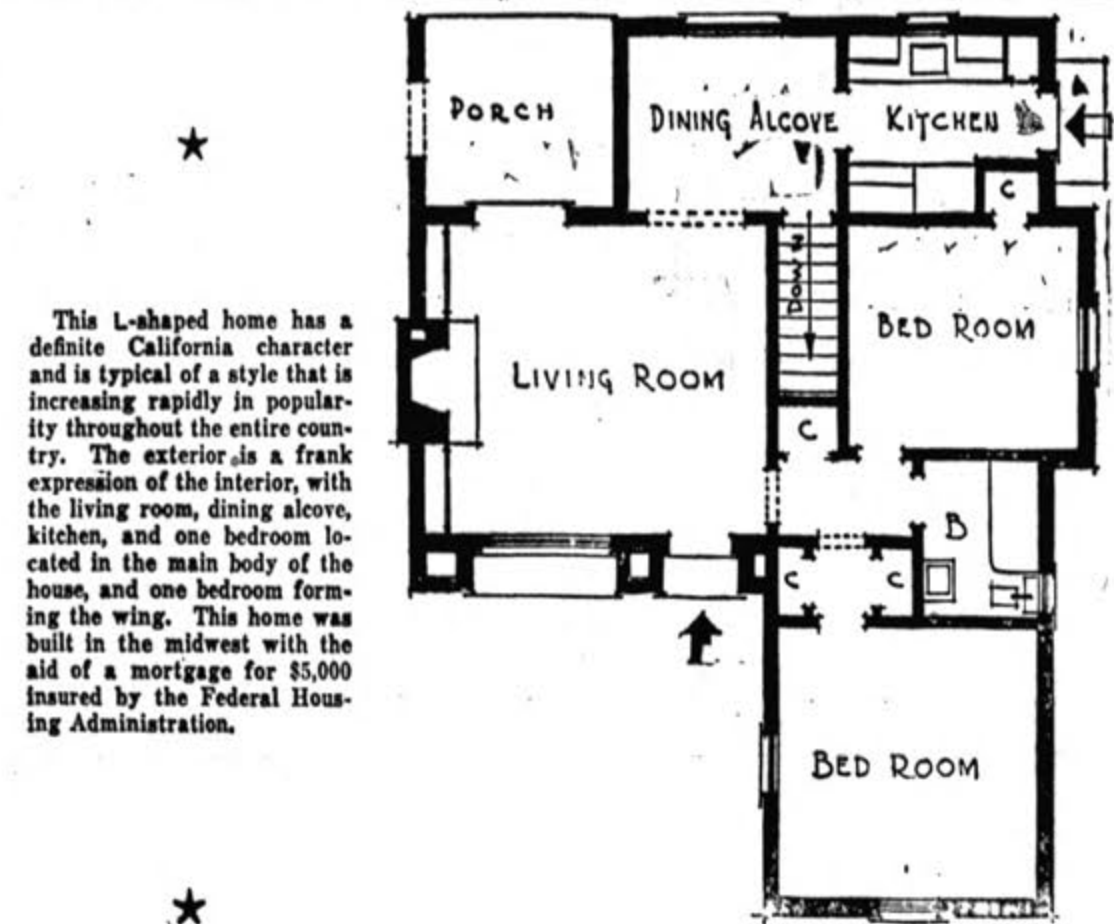 This L-shaped home has a
definite California character
and is typical of a style that is
increasing rapidly in popular-
ity throughout the entire coun-
try. The exterior is a frank
expression of the interior, with
the living room, dining alcove,
kitchen, and one bedroom lo-
cated in the main body of the
house, and one bedroom form-
ing the wing. This home was
built in the midwest with the
aid of a mortgage for $5,000
insured by the Federal Hous-
ing Administration.
PORCH
DINING ALCOVE
KITCHEN
C
DOWN
BED ROOM
LIVING ROOM
C
B
C
C
BED ROOM